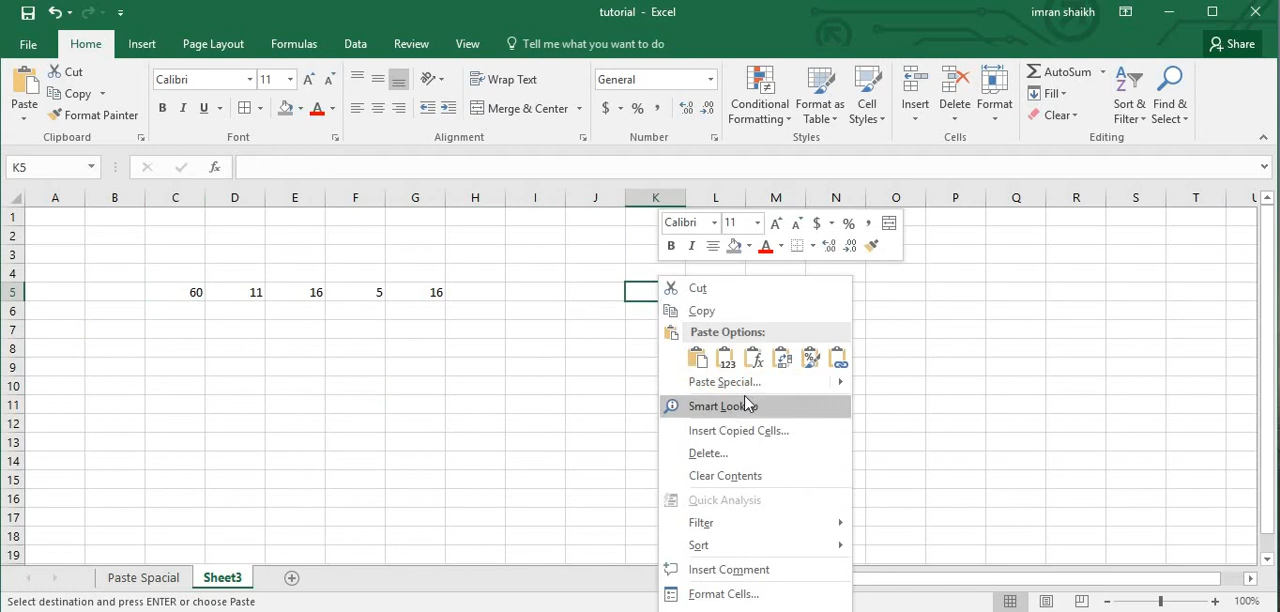 tutorial - Excel
imran shaikh
File Home Insert Page Layout Formulas Data Review View Tell me what you want to do Share
Paste
Cut
Copy
Format Painter
Clipboard
Calibri 11
B I U
Font
Wrap Text
Merge & Center
Alignment
General
$ % ,
Number
Conditional Formatting
Format as Table
Cell Styles
Styles
Insert
Delete
Format
Cells
AutoSum
Fill
Clear
Sort & Filter
Find & Select
Editing
K5
fx
A B C D E F G H I J K L M N O P Q R S T U
1
2
3
4
5 60 11 16 5 16
6
7
8
9
10
11
12
13
14
15
16
17
18
19
Calibri 11 $ % ,
B I
Cut
Copy
Paste Options:
123 fx %
Paste Special...
Insert Copied Cells...
Delete...
Clear Contents
Quick Analysis
Filter
Sort
Insert Comment
Format Cells...
Paste Spacial Sheet3
Select destination and press ENTER or choose Paste
100%